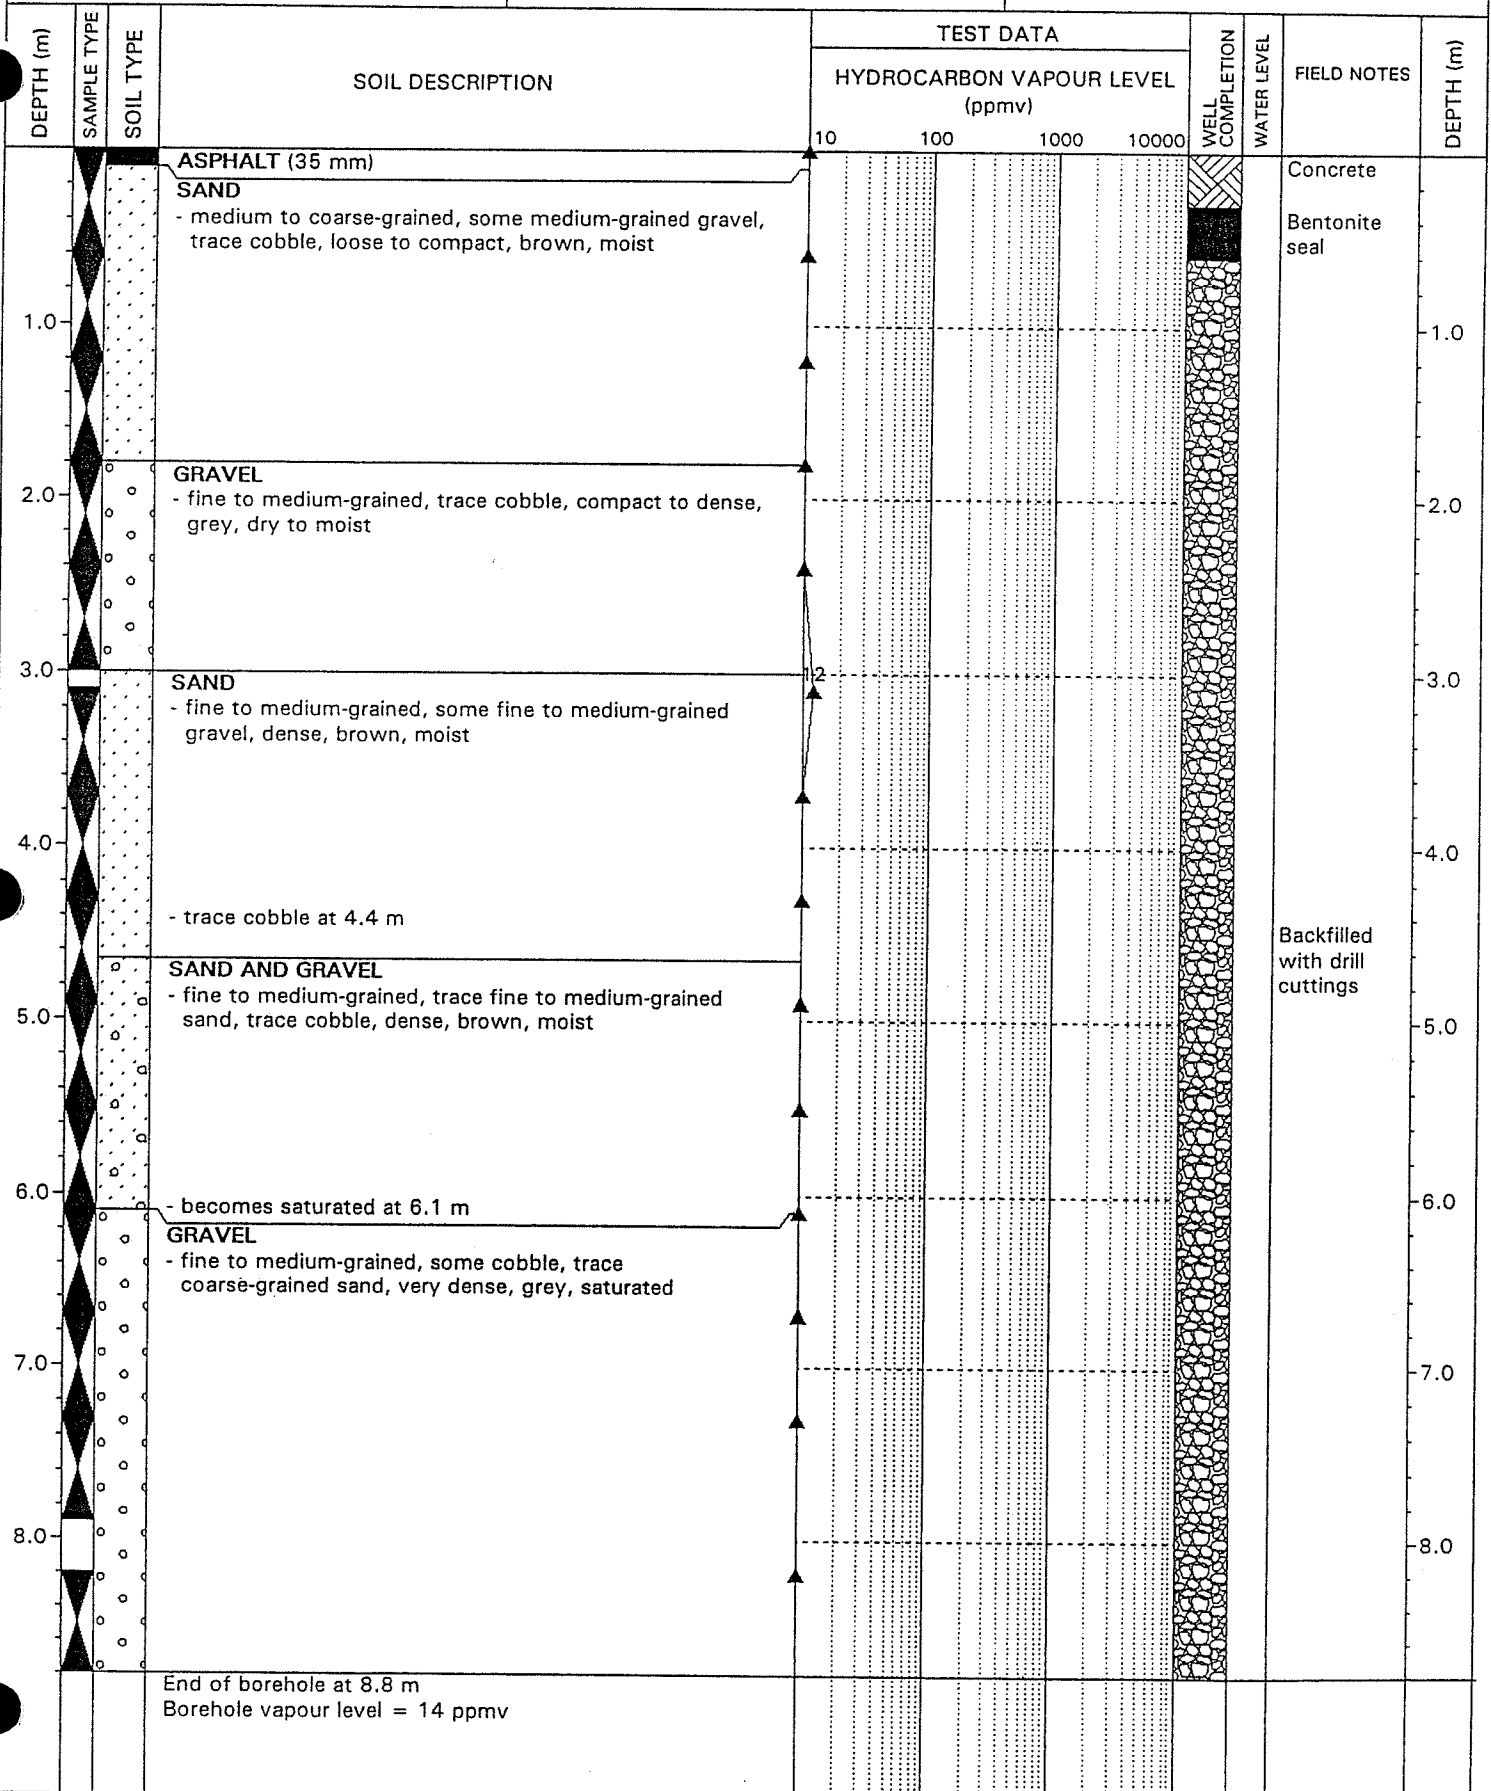 DEPTH (m)
SAMPLE TYPE
SOIL TYPE
SOIL DESCRIPTION
TEST DATA
HYDROCARBON VAPOUR LEVEL
(ppmv)
10 100 1000 10000
WELL
COMPLETION
WATER LEVEL
FIELD NOTES
DEPTH (m)
ASPHALT (35 mm)
Concrete
SAND
- medium to coarse-grained, some medium-grained gravel,
trace cobble, loose to compact, brown, moist
Bentonite
seal
1.0
1.0
GRAVEL
- fine to medium-grained, trace cobble, compact to dense,
grey, dry to moist
2.0
2.0
3.0
12
3.0
SAND
- fine to medium-grained, some fine to medium-grained
gravel, dense, brown, moist
4.0
4.0
- trace cobble at 4.4 m
Backfilled
with drill
cuttings
SAND AND GRAVEL
- fine to medium-grained, trace fine to medium-grained
sand, trace cobble, dense, brown, moist
5.0
5.0
6.0
6.0
- becomes saturated at 6.1 m
GRAVEL
- fine to medium-grained, some cobble, trace
coarse-grained sand, very dense, grey, saturated
7.0
7.0
8.0
8.0
End of borehole at 8.8 m
Borehole vapour level = 14 ppmv